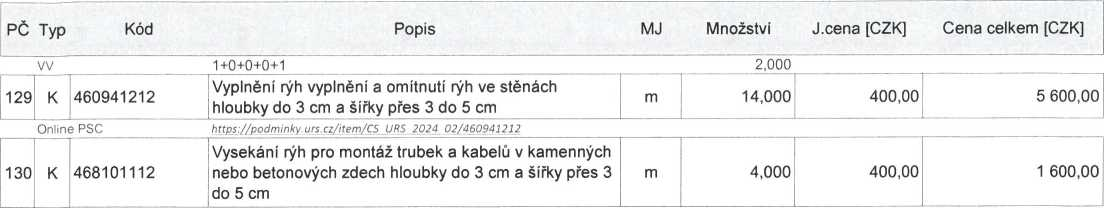 PČ Typ Kód Popis MJ Množství J.cena [CZK] Cena celkem [CZK]
VV 1+0+0+0+1 2,000
129 K 460941212 Vyplnění rýh vyplnění a omítnutí rýh ve stěnách hloubky do 3 cm a šířky přes 3 do 5 cm m 14,000 400,00 5 600,00
Online PSC https://podminky.urs.cz/item/CS_URS_2024_02/460941212
130 K 468101112 Vysekání rýh pro montáž trubek a kabelů v kamenných nebo betonových zdech hloubky do 3 cm a šířky přes 3 do 5 cm m 4,000 400,00 1 600,00